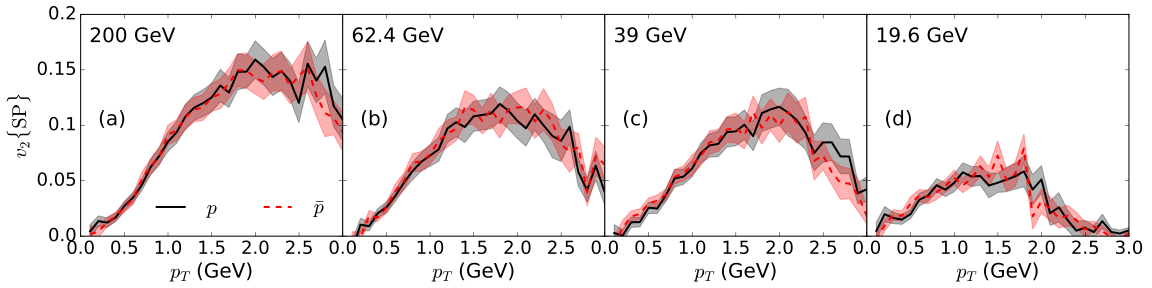 0.2
0.15
0.1
0.05
0.0
v₂{SP}
200 GeV
(a)
p
p̄
62.4 GeV
(b)
39 GeV
(c)
19.6 GeV
(d)
0.0 0.5 1.0 1.5 2.0 2.5 0.0 0.5 1.0 1.5 2.0 2.5 0.0 0.5 1.0 1.5 2.0 2.5 0.0 0.5 1.0 1.5 2.0 2.5 3.0
p_T (GeV) p_T (GeV) p_T (GeV) p_T (GeV)